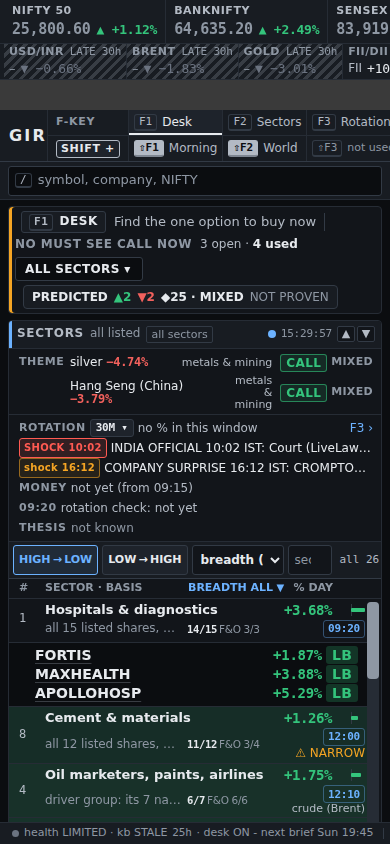 NIFTY 50 BANKNIFTY SENSEX
25,800.60 ▲ +1.12% 64,635.20 ▲ +2.49% 83,919
USD/INR LATE 30h BRENT LATE 30h GOLD LATE 30h FII/DII
– ▼ −0.66% – ▼ −1.83% – ▼ −3.01% FII +10
GIR F-KEY F1 Desk F2 Sectors F3 Rotation
SHIFT + ⇧F1 Morning ⇧F2 World ⇧F3 not used
/ symbol, company, NIFTY
F1 DESK Find the one option to buy now
NO MUST SEE CALL NOW 3 open · 4 used
ALL SECTORS ▾
PREDICTED ▲2 ▼2 ◆25 · MIXED NOT PROVEN
SECTORS all listed all sectors 15:29:57 ▲ ▼
THEME silver −4.74% metals & mining CALL MIXED
Hang Seng (China) −3.79% metals & mining CALL MIXED
ROTATION 30M ▾ no % in this window F3 ›
SHOCK 10:02 INDIA OFFICIAL 10:02 IST: Court (LiveLaw…
shock 16:12 COMPANY SURPRISE 16:12 IST: CROMPTO…
MONEY not yet (from 09:15)
09:20 rotation check: not yet
THESIS not known
HIGH→LOW LOW→HIGH breadth ( sec all 26
# SECTOR · BASIS BREADTH ALL ▼ % DAY
1 Hospitals & diagnostics +3.68%
all 15 listed shares, … 14/15 F&O 3/3 09:20
FORTIS +1.87% LB
MAXHEALTH +3.88% LB
APOLLOHOSP +5.29% LB
8 Cement & materials +1.26%
all 12 listed shares, … 11/12 F&O 3/4 12:00
⚠ NARROW
4 Oil marketers, paints, airlines +1.75%
driver group: its 7 na… 6/7 F&O 6/6 12:10
crude (Brent)
health LIMITED · kb STALE 25h · desk ON - next brief Sun 19:45